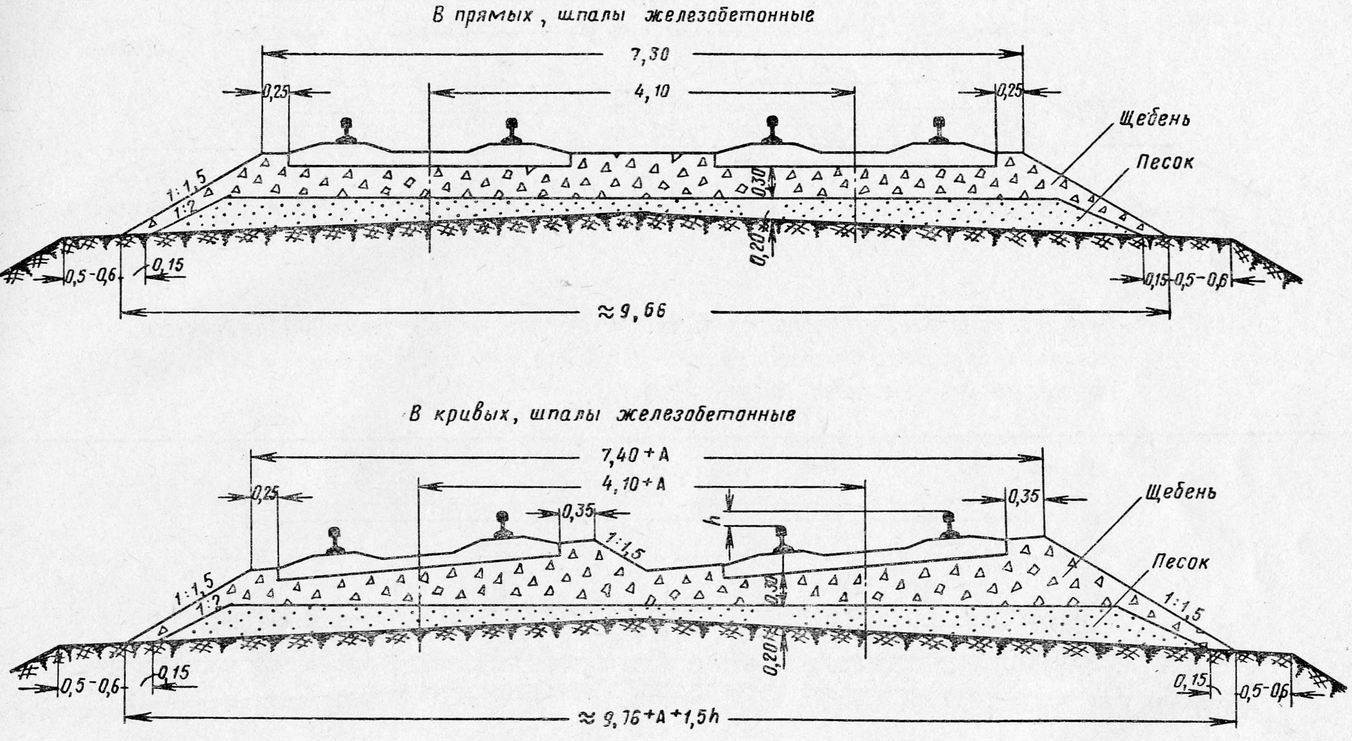 В прямых, шпалы железобетонные
7,30
0,25
4,10
0,25
Щебень
Песок
1:1,5
1:2
0,30
0,20
0,5-0,6
0,15
0,15
0,5-0,6
≈9,66
В кривых, шпалы железобетонные
7,40+А
4,10+А
0,25
0,35
h
0,35
Щебень
1:1,5
Песок
1:1,5
1:2
0,30
1:1,5
0,20
0,5-0,6
0,15
0,15
0,5-0,6
≈9,76+А+1,5h